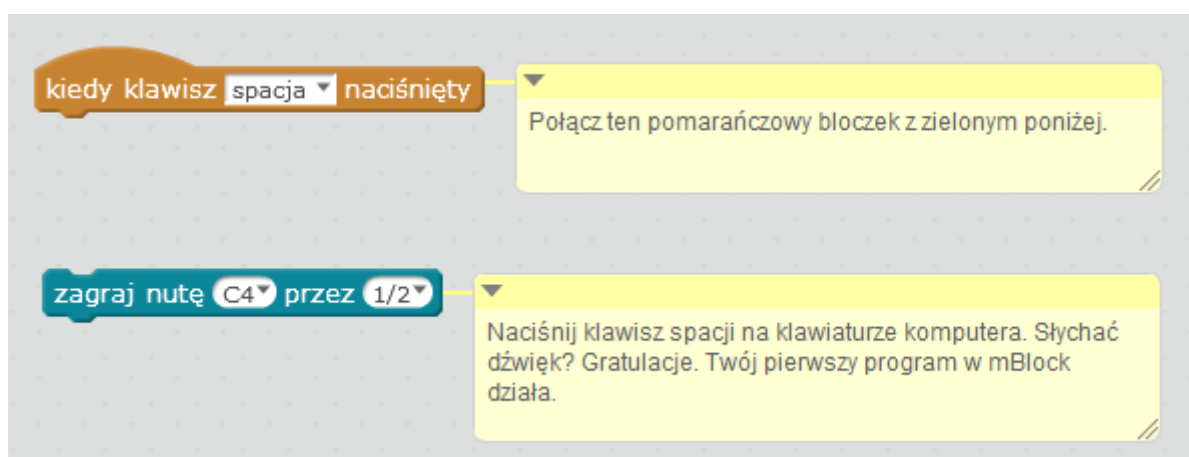 kiedy klawisz spacja naciśnięty
Połącz ten pomarańczowy bloczek z zielonym poniżej.
zagraj nutę C4 przez 1/2
Naciśnij klawisz spacji na klawiaturze komputera. Słychać
dźwięk? Gratulacje. Twój pierwszy program w mBlock
działa.